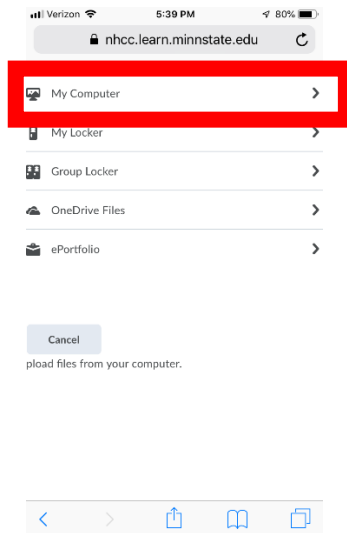 Verizon 5:39 PM 80%
nhcc.learn.minnstate.edu
My Computer
My Locker
Group Locker
OneDrive Files
ePortfolio
Cancel
pload files from your computer.